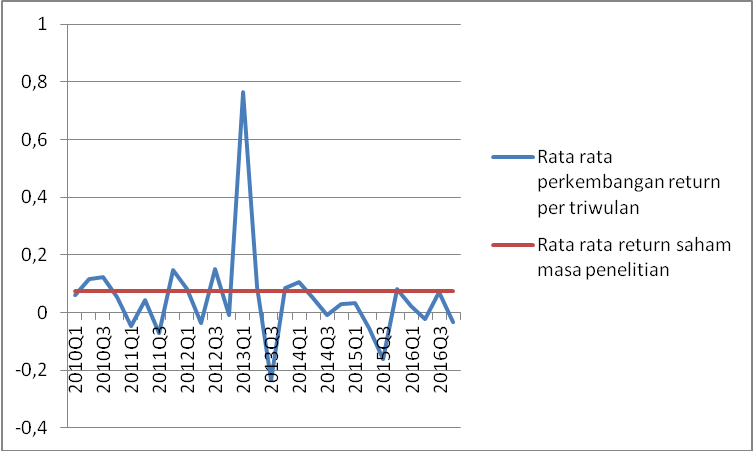 1
0,8
0,6
0,4
0,2
0
-0,2
-0,4
2010Q1
2010Q3
2011Q1
2011Q3
2012Q1
2012Q3
2013Q1
2013Q3
2014Q1
2014Q3
2015Q1
2015Q3
2016Q1
2016Q3
Rata rata
perkembangan return
per triwulan
Rata rata return saham
masa penelitian